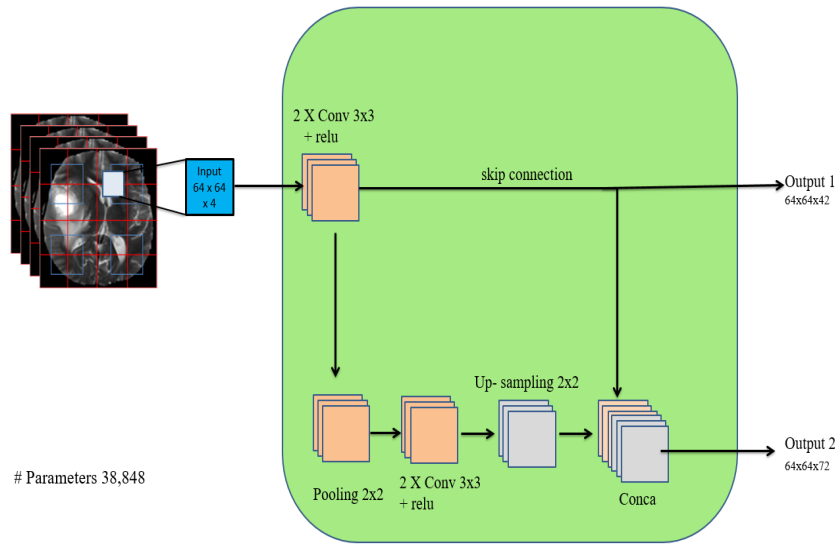 2 X Conv 3x3
+ relu
Input
64 x 64
x 4
skip connection
Output 1
64x64x42
Up- sampling 2x2
Output 2
64x64x72
# Parameters 38,848
Pooling 2x2
2 X Conv 3x3
+ relu
Conca